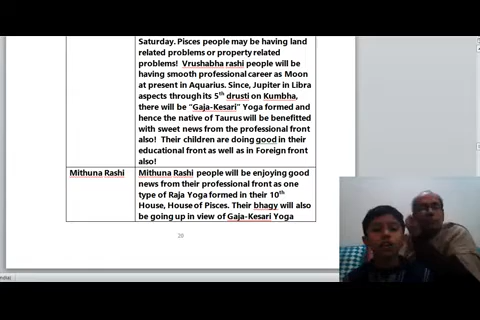 Saturday. Pisces people may be having land
related problems or property related
problems! Vrushabha rashi people will be
having smooth professional career as Moon
at present in Aquarius. Since, Jupiter in Libra
aspects through its 5th drusti on Kumbha,
there will be "Gaja-Kesari" Yoga formed and
hence the native of Taurus will be benefitted
with sweet news from the professional front
also! Their children are doing good in their
educational front as well as in Foreign front
also!
Mithuna Rashi
Mithuna Rashi people will be enjoying good
news from their professional front as one
type of Raja Yoga formed in their 10th
House, House of Pisces. Their bhagy will also
be going up in view of Gaja-Kesari Yoga